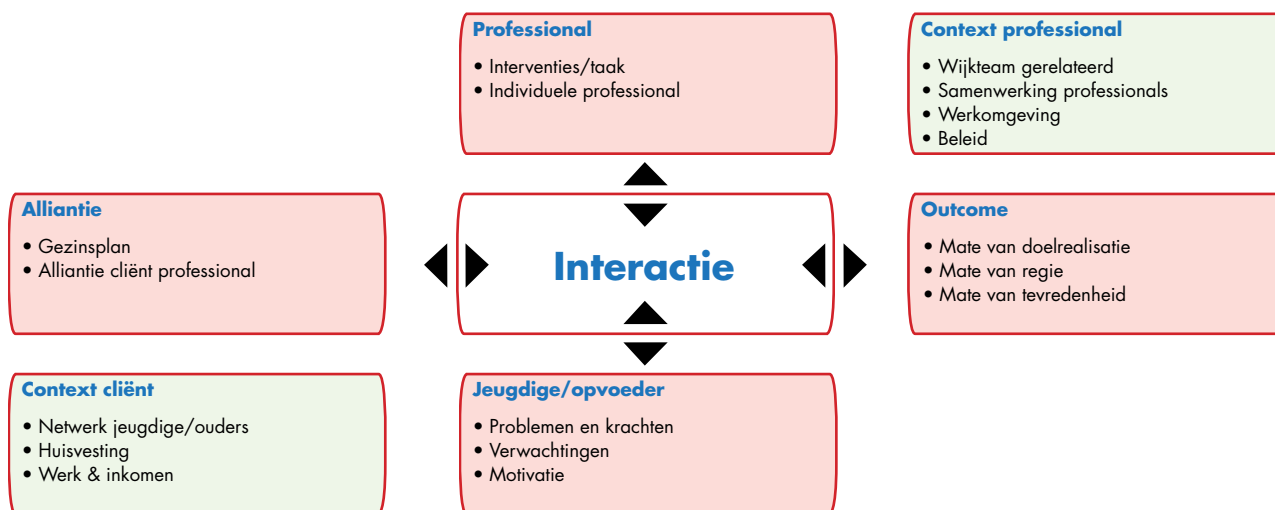 Professional
• Interventies/taak
• Individuele professional
Context professional
• Wijkteam gerelateerd
• Samenwerking professionals
• Werkomgeving
• Beleid
Alliantie
• Gezinsplan
• Alliantie cliënt professional
Interactie
Outcome
• Mate van doelrealisatie
• Mate van regie
• Mate van tevredenheid
Context cliënt
• Netwerk jeugdige/ouders
• Huisvesting
• Werk & inkomen
Jeugdige/opvoeder
• Problemen en krachten
• Verwachtingen
• Motivatie